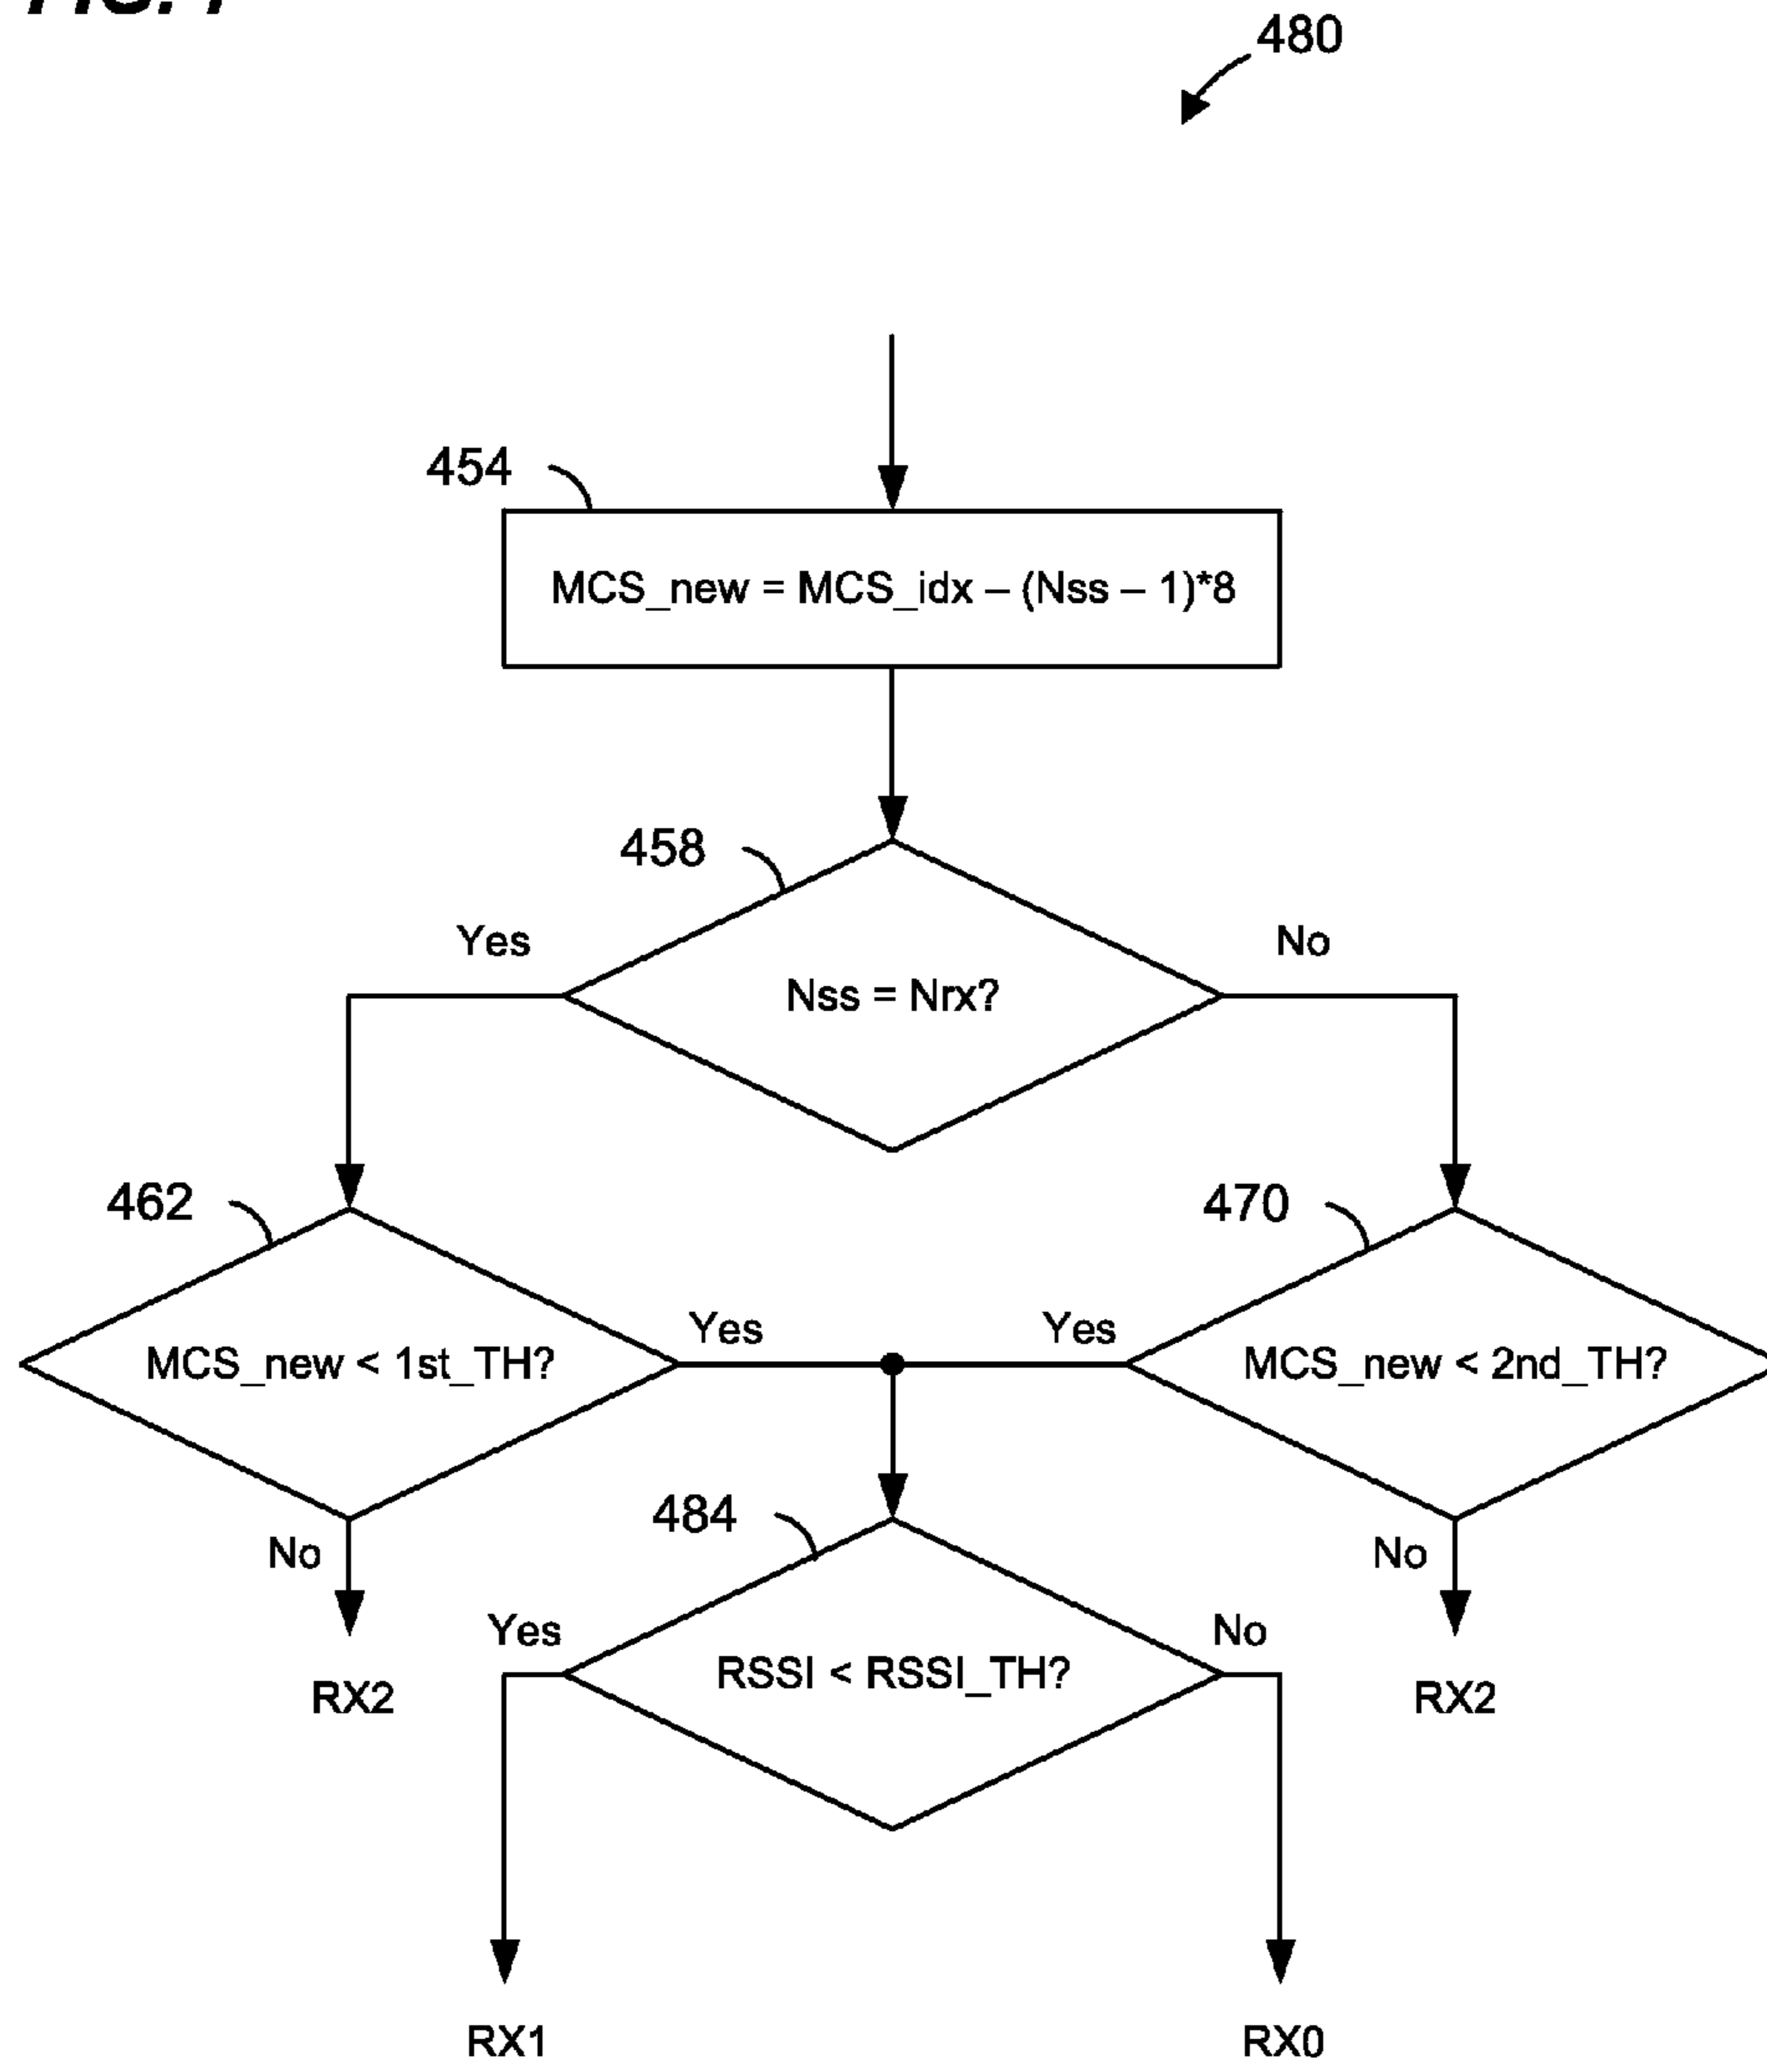 480
454
MCS_new = MCS_idx – (Nss – 1)*8
458
Yes
No
Nss = Nrx?
462
470
Yes
Yes
MCS_new < 1st_TH?
MCS_new < 2nd_TH?
484
No
No
Yes
No
RSSI < RSSI_TH?
RX2
RX2
RX1
RX0